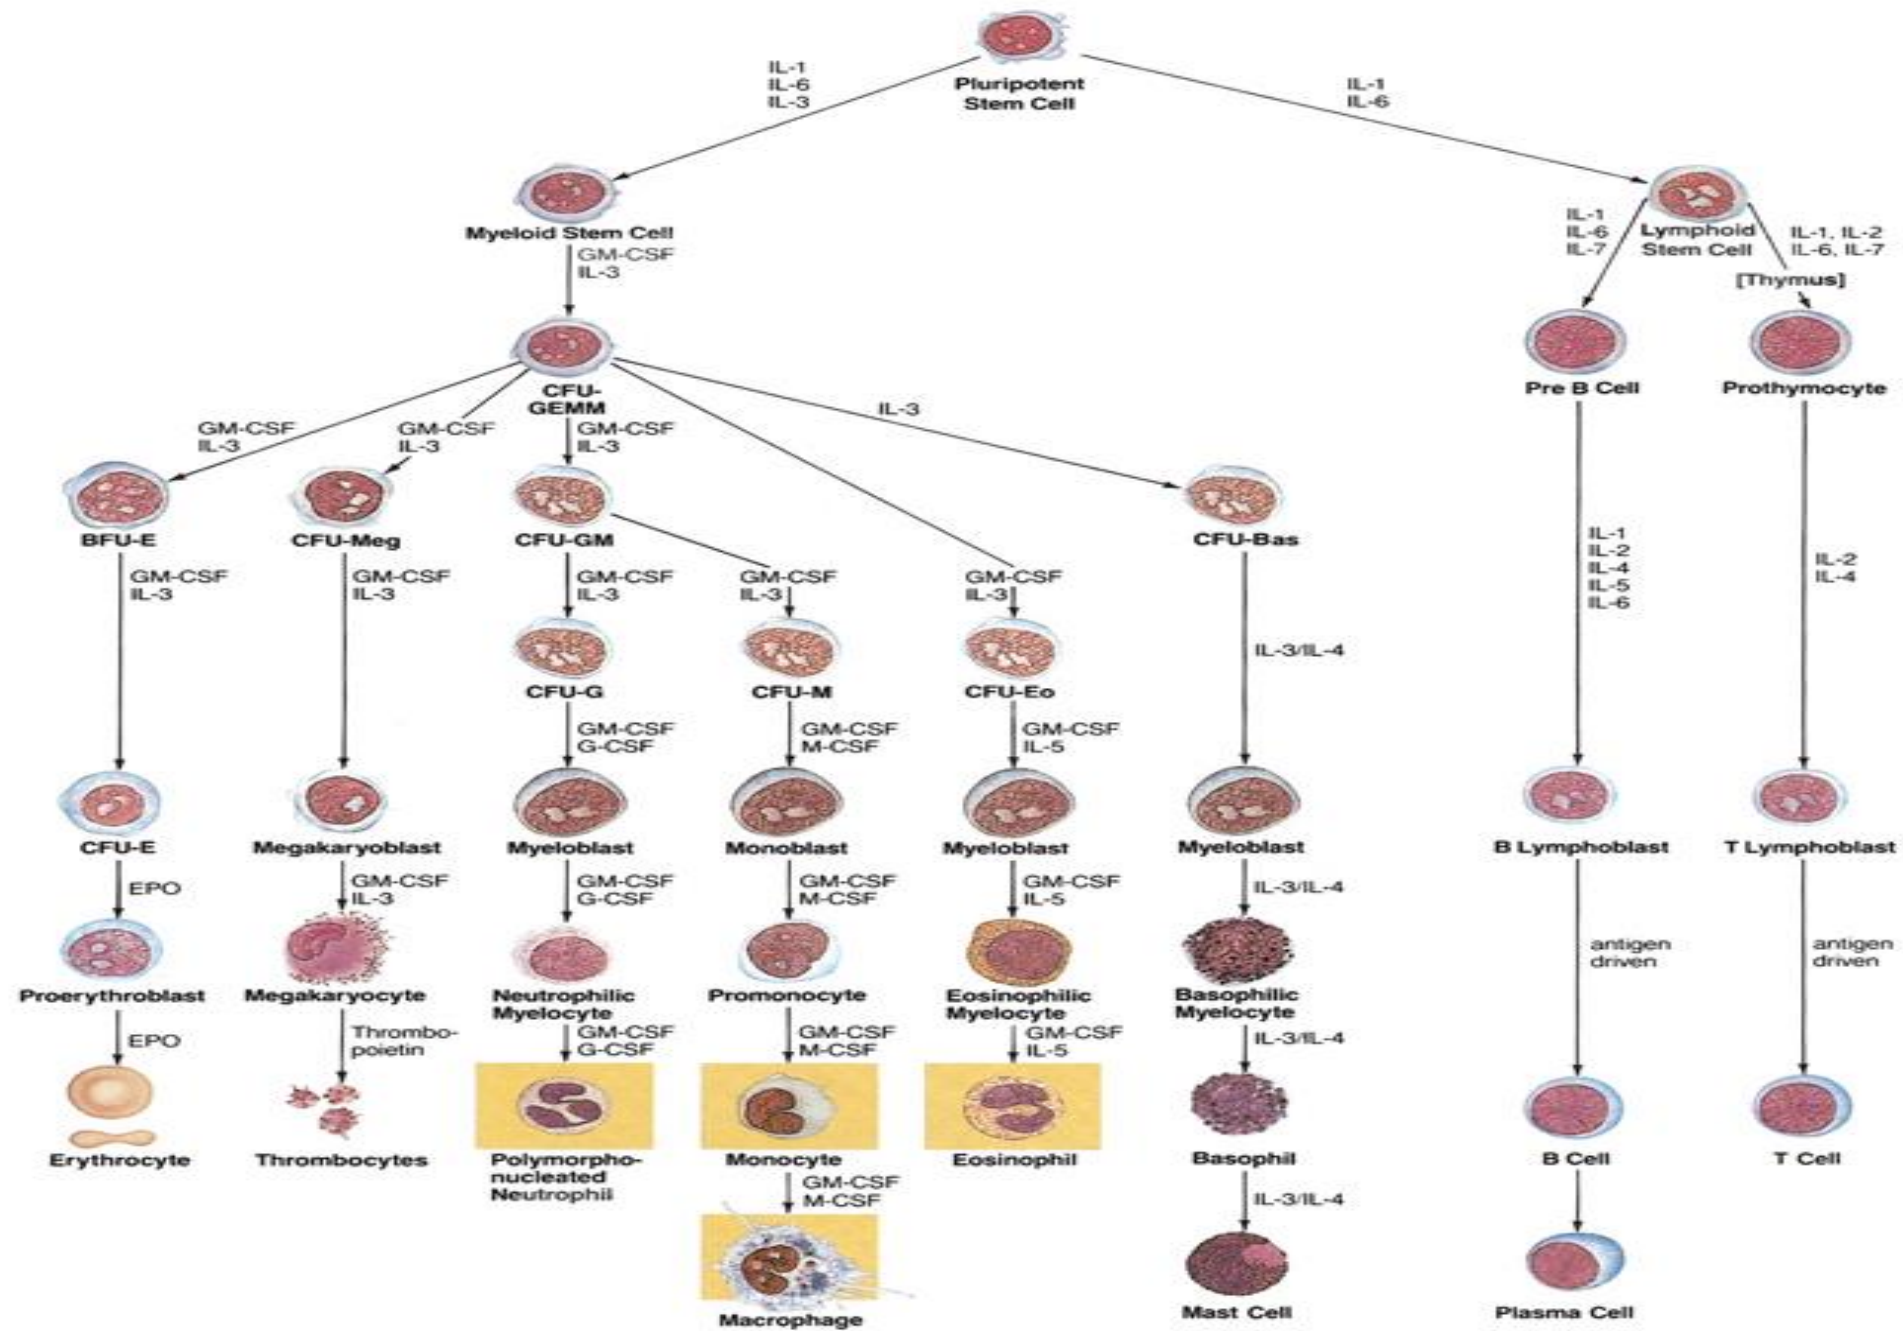 Pluripotent
Stem Cell
IL-1
IL-6
IL-3
IL-1
IL-6
Myeloid Stem Cell
GM-CSF
IL-3
Lymphoid
Stem Cell
IL-1
IL-6
IL-7
IL-1, IL-2
IL-6, IL-7
[Thymus]
CFU-
GEMM
Pre B Cell
Prothymocyte
GM-CSF
IL-3
GM-CSF
IL-3
GM-CSF
IL-3
IL-3
BFU-E
CFU-Meg
CFU-GM
CFU-Bas
GM-CSF
IL-3
GM-CSF
IL-3
GM-CSF
IL-3
GM-CSF
IL-3
GM-CSF
IL-3
IL-3/IL-4
IL-1
IL-2
IL-4
IL-5
IL-6
IL-2
IL-4
CFU-G
CFU-M
CFU-Eo
GM-CSF
G-CSF
GM-CSF
M-CSF
GM-CSF
IL-5
CFU-E
Megakaryoblast
Myeloblast
Monoblast
Myeloblast
Myeloblast
B Lymphoblast
T Lymphoblast
EPO
GM-CSF
IL-3
GM-CSF
G-CSF
GM-CSF
M-CSF
GM-CSF
IL-5
IL-3/IL-4
antigen
driven
antigen
driven
Proerythroblast
Megakaryocyte
Neutrophilic
Myelocyte
Promonocyte
Eosinophilic
Myelocyte
Basophilic
Myelocyte
EPO
Thrombo-
poietin
GM-CSF
G-CSF
GM-CSF
M-CSF
GM-CSF
IL-5
IL-3/IL-4
Erythrocyte
Thrombocytes
Polymorpho-
nucleated
Neutrophil
Monocyte
Eosinophil
Basophil
B Cell
T Cell
GM-CSF
M-CSF
IL-3/IL-4
Macrophage
Mast Cell
Plasma Cell